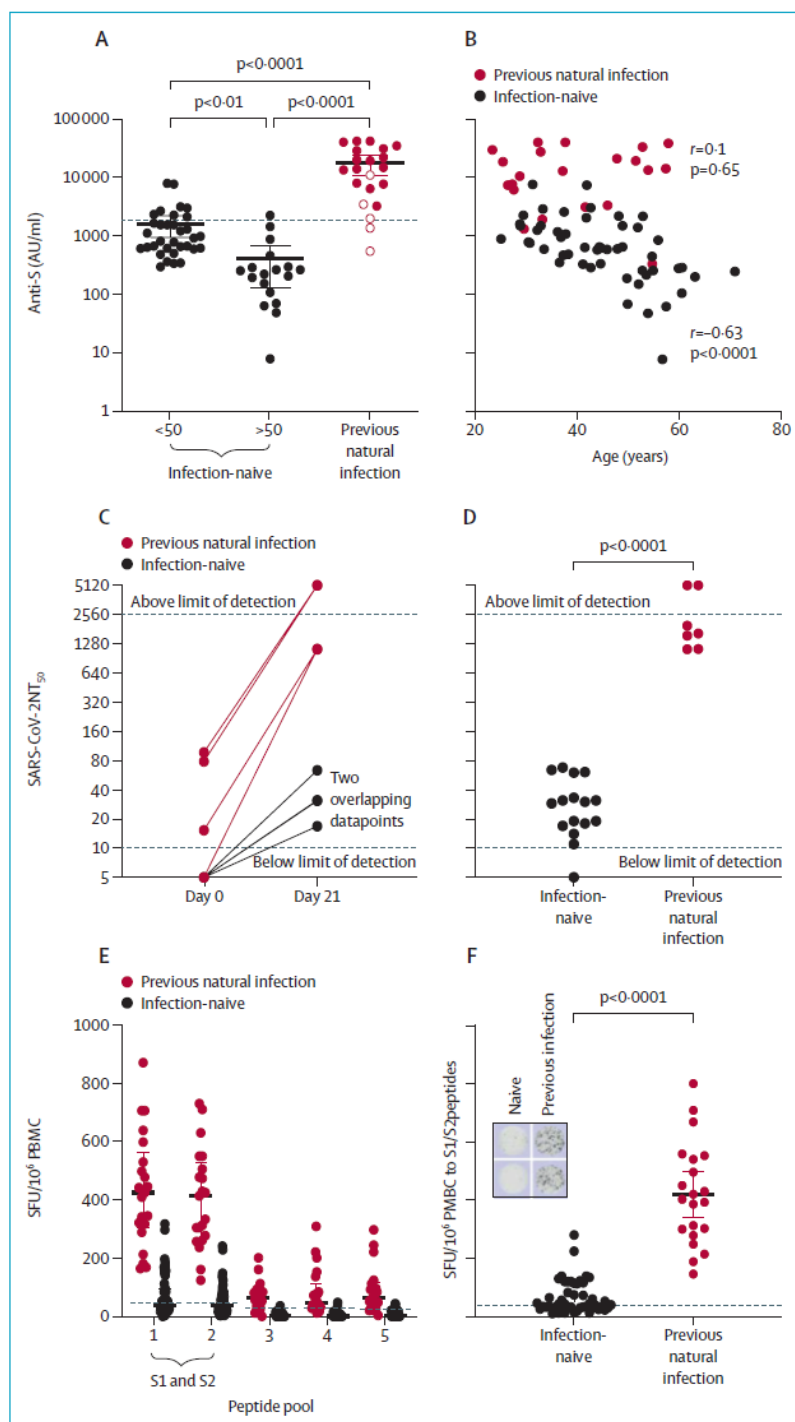 A
p<0·0001
p<0·01 p<0·0001
100000
10000
1000
100
10
1
Anti-S (AU/ml)
<50 >50 Previous
natural
infection
Infection-naive
B
Previous natural infection
Infection-naive
r=0·1
p=0·65
r=–0·63
p<0·0001
20 40 60 80
Age (years)
C
Previous natural infection
Infection-naive
5120
2560
1280
640
320
160
80
40
20
10
5
SARS-CoV-2NT50
Above limit of detection
Two
overlapping
datapoints
Below limit of detection
Day 0 Day 21
D
p<0·0001
Above limit of detection
Below limit of detection
Infection-
naive
Previous
natural
infection
E
Previous natural infection
Infection-naive
1000
800
600
400
200
0
SFU/10⁶ PBMC
1 2 3 4 5
S1 and S2
Peptide pool
F
p<0·0001
Naive
Previous infection
SFU/10⁶ PMBC to S1/S2peptides
Infection-
naive
Previous
natural
infection